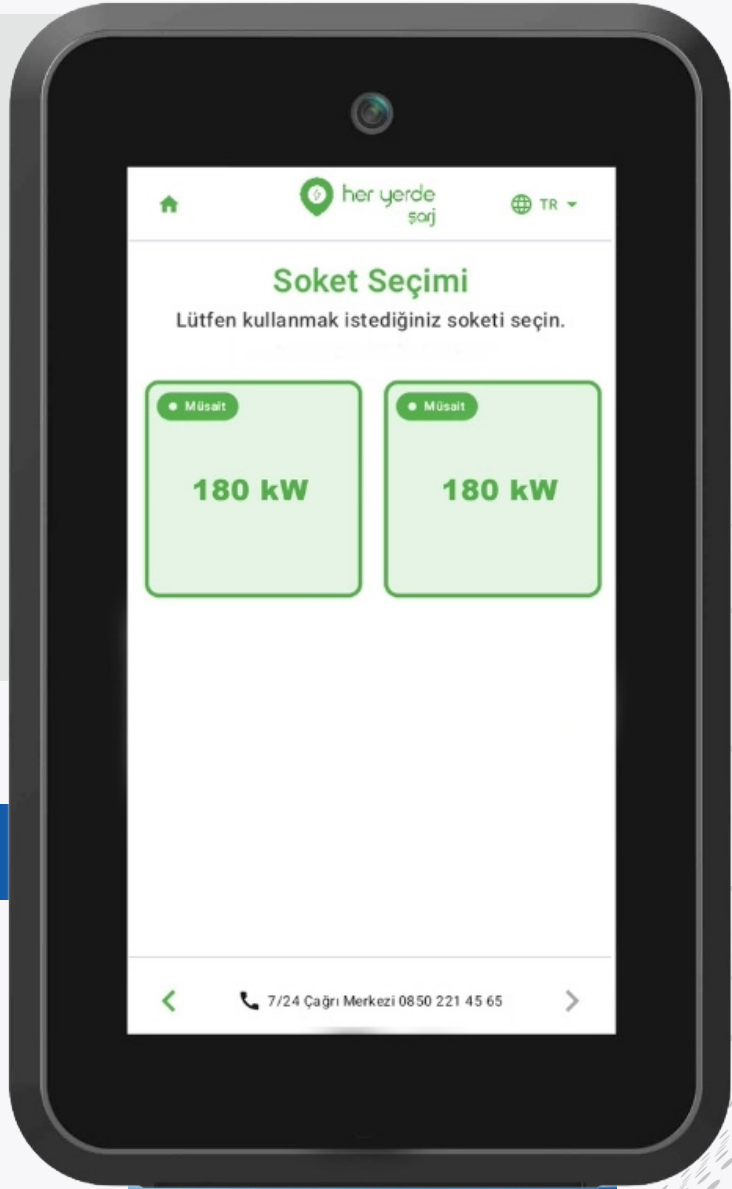 her yerde
şarj
TR
Soket Seçimi
Lütfen kullanmak istediğiniz soketi seçin.
Müsait
Müsait
180 kW
180 kW
7/24 Çağrı Merkezi 0850 221 45 65